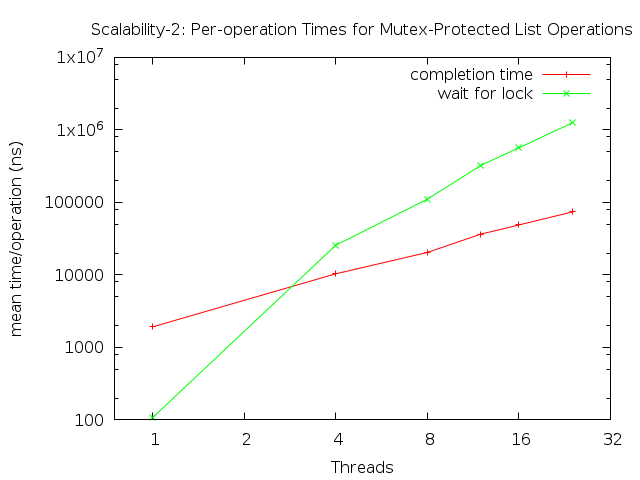 Scalability-2: Per-operation Times for Mutex-Protected List Operations
completion time
wait for lock
mean time/operation (ns)
1x10^7
1x10^6
100000
10000
1000
100
1 2 4 8 16 32
Threads